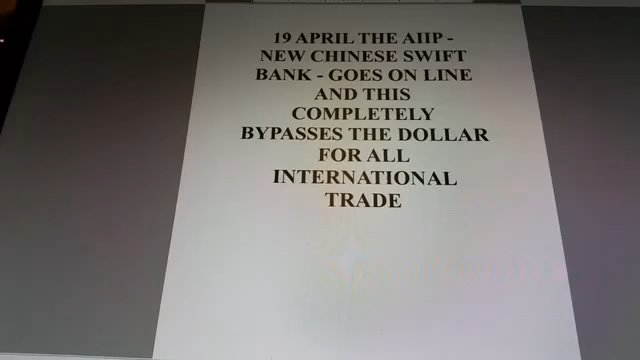 19 APRIL THE AIIP -
NEW CHINESE SWIFT
BANK - GOES ON LINE
AND THIS
COMPLETELY
BYPASSES THE DOLLAR
FOR ALL
INTERNATIONAL
TRADE